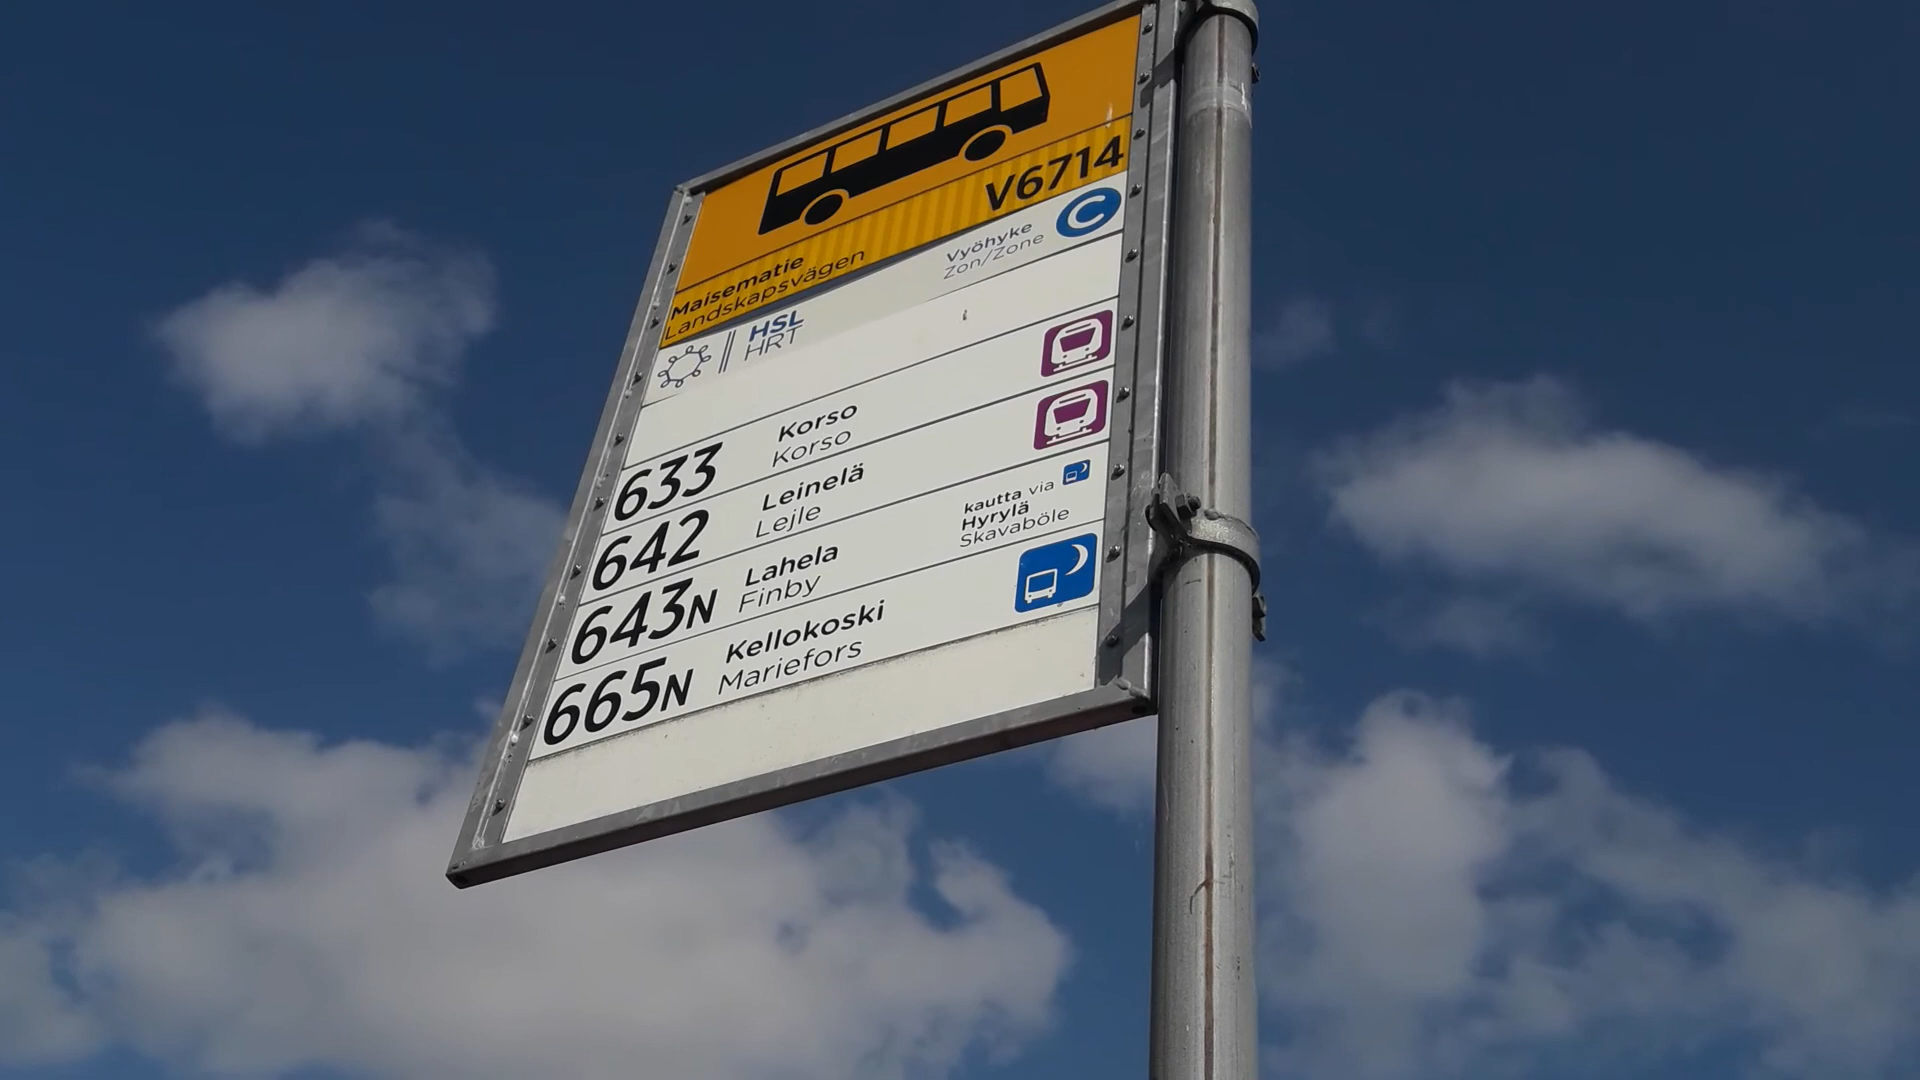 V6714
Maisematie
Landskapsvägen
Vyöhyke
Zon/Zone
C
HSL
HRT
633 Korso
Korso
642 Leinelä
Lejle
643N Lahela
Finby
kautta via
Hyrylä
Skavaböle
665N Kellokoski
Mariefors